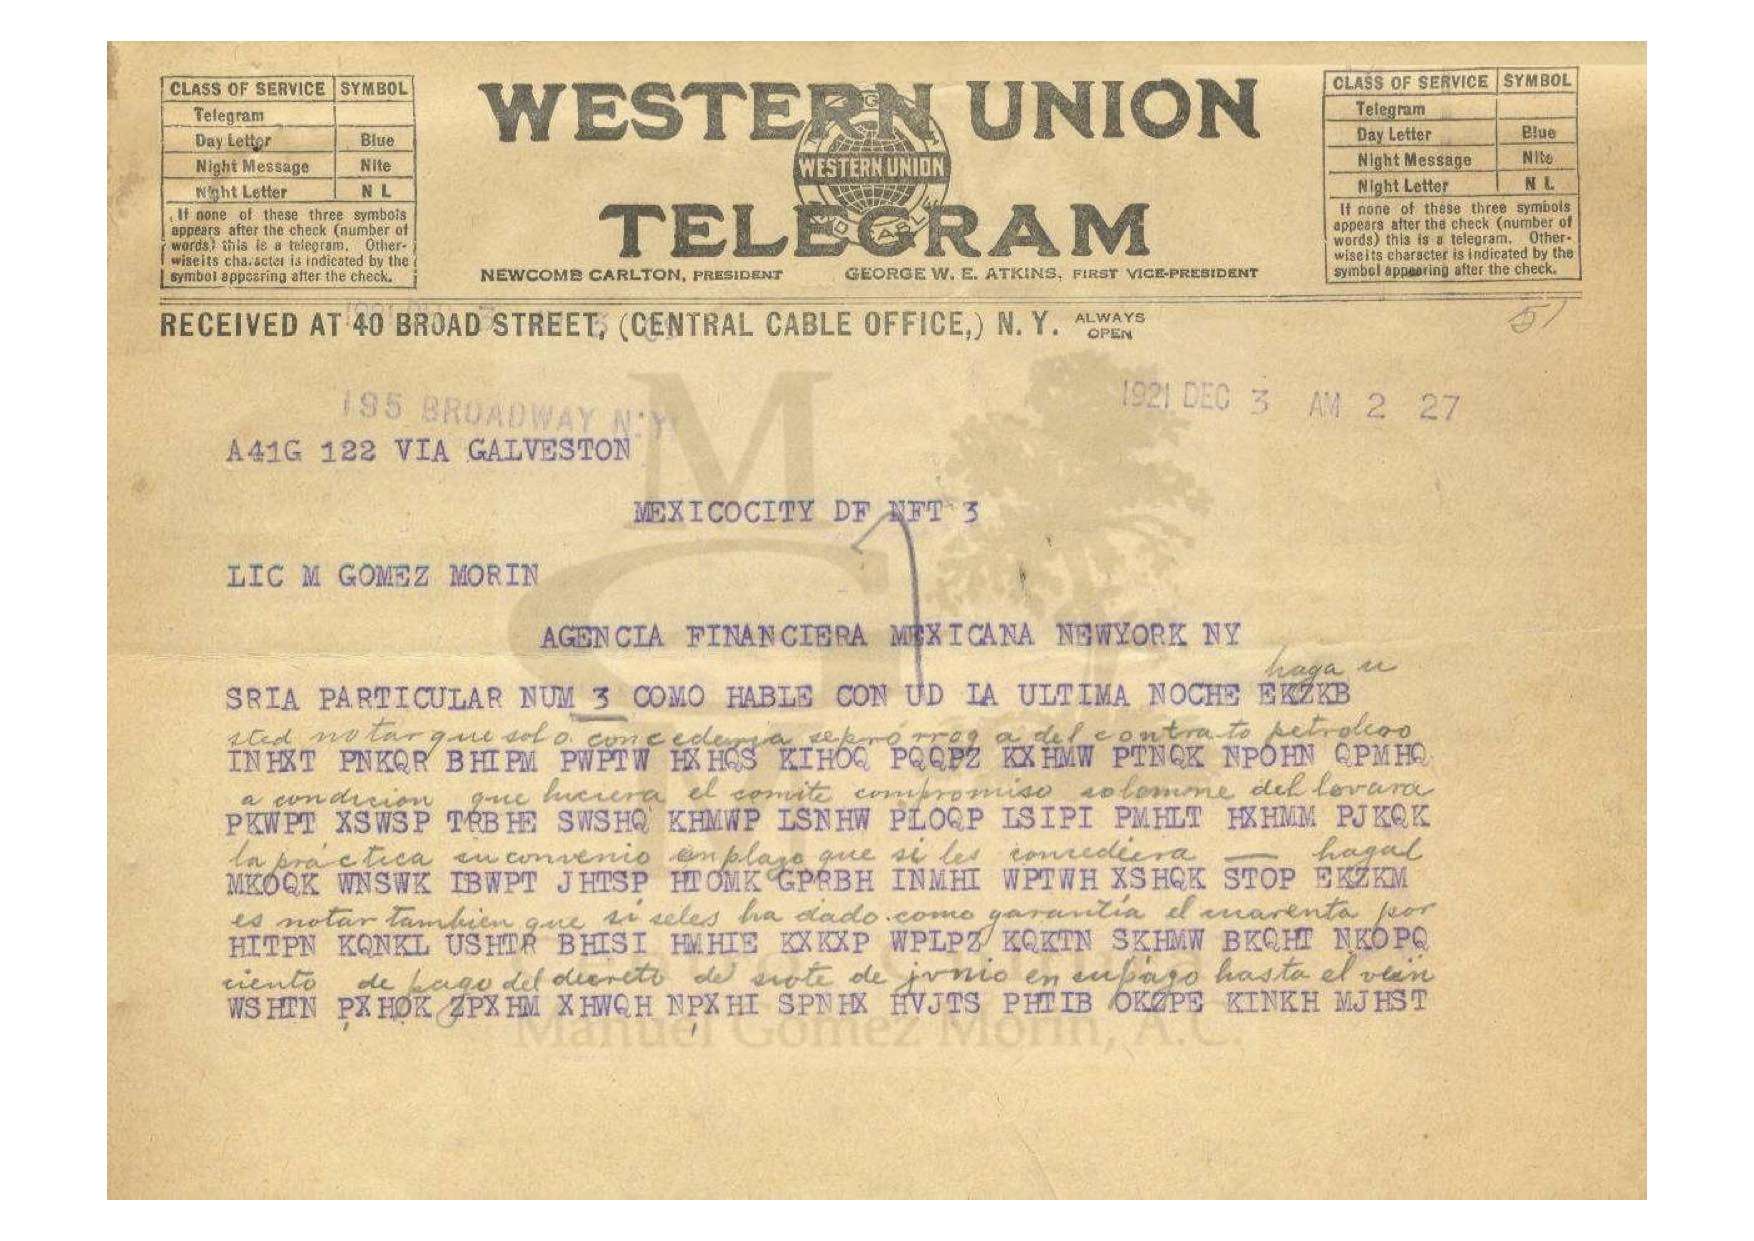 CLASS OF SERVICE SYMBOL
Telegram
Day Letter Blue
Night Message Nite
Night Letter N L
If none of these three symbols
appears after the check (number of
words) this is a telegram. Other-
wise its character is indicated by the
symbol appearing after the check.
WESTERN UNION
WESTERN UNION
TELEGRAM
NEWCOMB CARLTON, PRESIDENT GEORGE W. E. ATKINS, FIRST VICE-PRESIDENT
CLASS OF SERVICE SYMBOL
Telegram
Day Letter Blue
Night Message Nite
Night Letter N L
If none of these three symbols
appears after the check (number of
words) this is a telegram. Other-
wise its character is indicated by the
symbol appearing after the check.
RECEIVED AT 40 BROAD STREET, (CENTRAL CABLE OFFICE,) N. Y. ALWAYS OPEN
195 BROADWAY N.Y. 1921 DEC 3 AM 2 27
A41G 122 VIA GALVESTON
MEXICOCITY DF NFT 3
LIC M GOMEZ MORIN
AGENCIA FINANCIERA MEXICANA NEWYORK NY
haga u
SRIA PARTICULAR NUM 3 COMO HABLE CON UD LA ULTIMA NOCHE EKZKB
sted notar que solo concederia se prórroga del contrato petroleoo
INHXT PNKQR BHIPM PWPTW HXHQS KIHOQ PQQPZ KXHMW PTNQK NPOHN QPMHQ
a condicion que hiciera el comite compromiso solemne del lovara
PKWPT XSWSP TRBHE SWSHQ KHMWP LSNHW PLOQP LSIPI PMHLT HXHMM PJKQK
la práctica su convenio en plazo que si les concediera — hagal
MKOQK WNSWK IBWPT JHTSP HTOMK GPRBH INMHI WPTWH XSHQK STOP EKZKM
es notar tambien que si seles ha dado como garantía el cuarenta por
HITPN KQNKL USHTR BHISI HMHIE KXKXP WPLPZ KQKTN SKHMW BKQHT NKOPQ
ciento de pago del decreto de siete de junio en supago hasta el vein
WSHTN PXHOK ZPXHM XHWQH NPXHI SPNHX HVJTS PHTIB OKZPE KINKH MJHST
Manuel Gómez Morin, A.C.